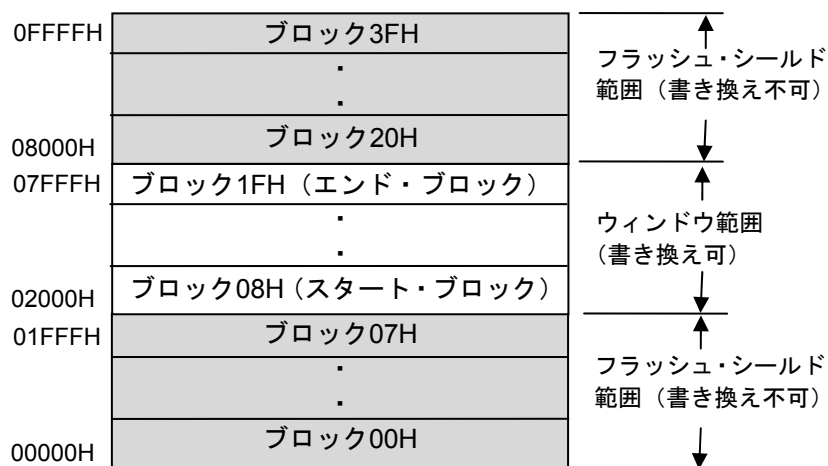 0FFFFH
ブロック3FH
・
・
ブロック20H
08000H
フラッシュ・シールド
範囲（書き換え不可）
07FFFH
ブロック1FH（エンド・ブロック）
・
・
ブロック08H（スタート・ブロック）
02000H
ウィンドウ範囲
（書き換え可）
01FFFH
ブロック07H
・
・
ブロック00H
00000H
フラッシュ・シールド
範囲（書き換え不可）